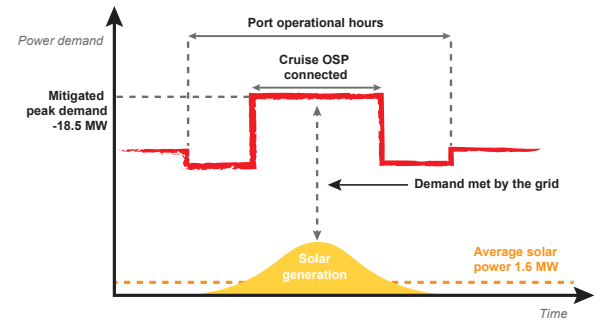 Port operational hours
Power demand
Cruise OSP
connected
Mitigated
peak demand
-18.5 MW
Demand met by the grid
Solar
generation
Average solar
power 1.6 MW
Time